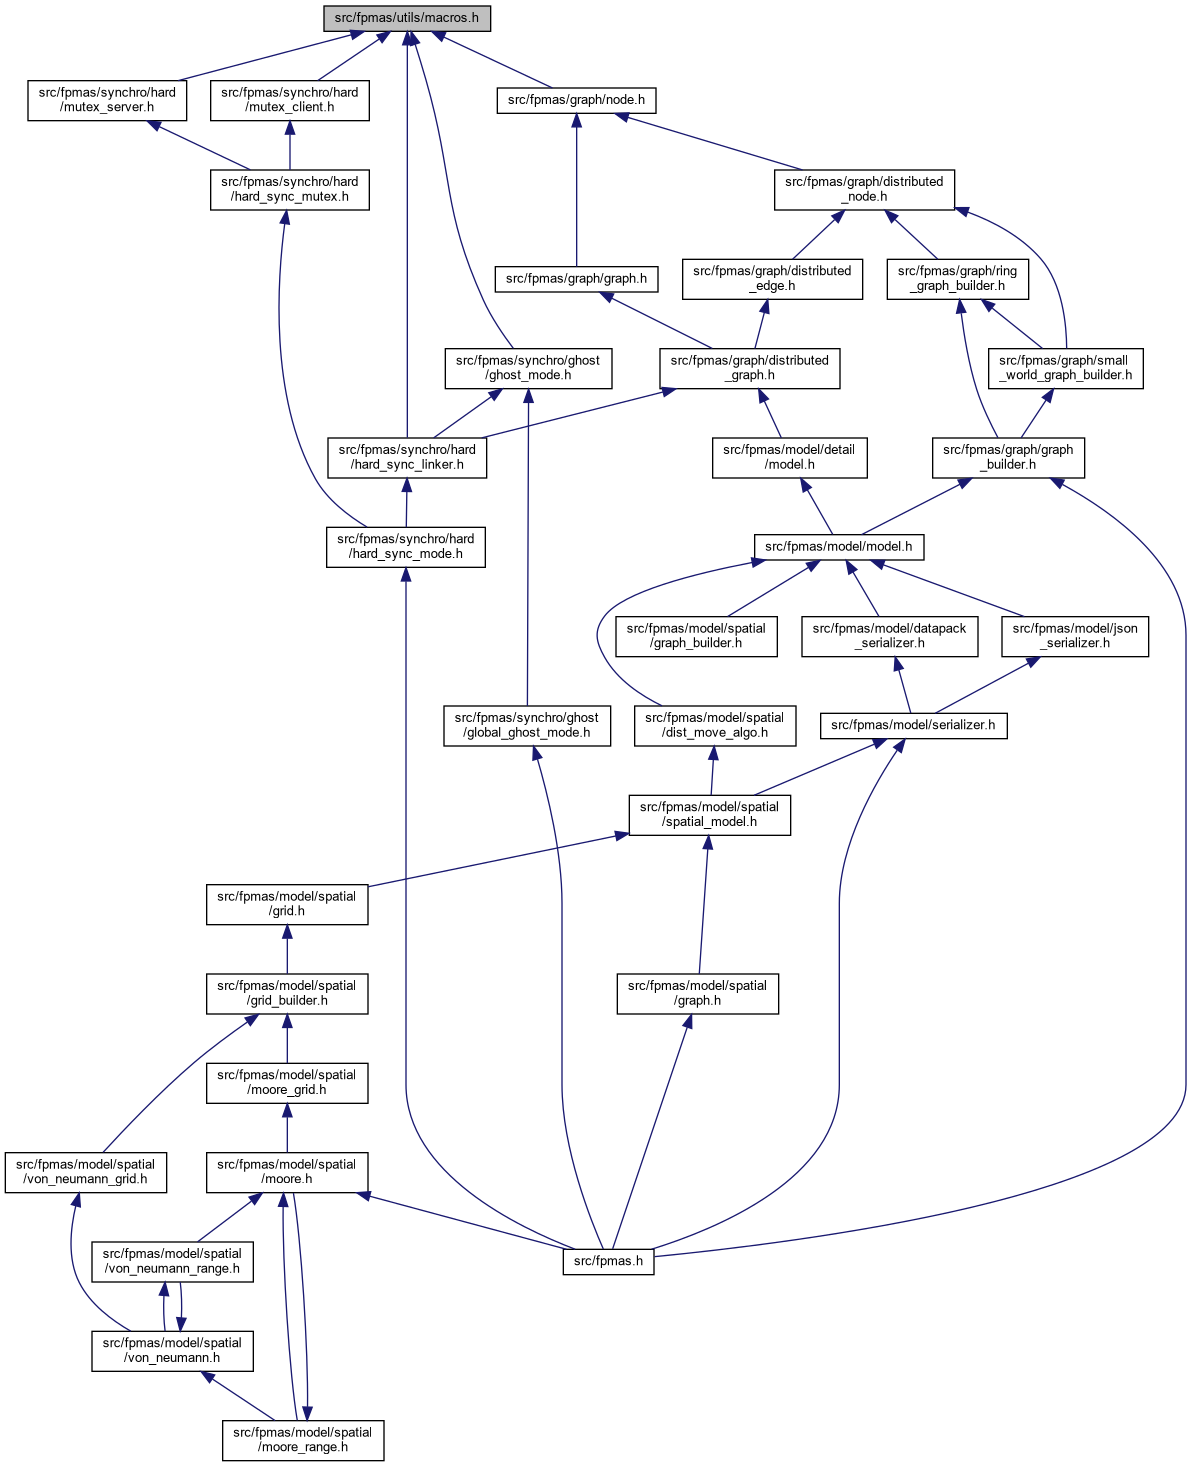 src/fpmas/utils/macros.h
src/fpmas/synchro/hard
/mutex_server.h
src/fpmas/synchro/hard
/mutex_client.h
src/fpmas/graph/node.h
src/fpmas/synchro/hard
/hard_sync_mutex.h
src/fpmas/graph/distributed
_node.h
src/fpmas/graph/graph.h
src/fpmas/graph/distributed
_edge.h
src/fpmas/graph/ring
_graph_builder.h
src/fpmas/synchro/ghost
/ghost_mode.h
src/fpmas/graph/distributed
_graph.h
src/fpmas/graph/small
_world_graph_builder.h
src/fpmas/synchro/hard
/hard_sync_linker.h
src/fpmas/model/detail
/model.h
src/fpmas/graph/graph
_builder.h
src/fpmas/synchro/hard
/hard_sync_mode.h
src/fpmas/model/model.h
src/fpmas/model/spatial
/graph_builder.h
src/fpmas/model/datapack
_serializer.h
src/fpmas/model/json
_serializer.h
src/fpmas/synchro/ghost
/global_ghost_mode.h
src/fpmas/model/spatial
/dist_move_algo.h
src/fpmas/model/serializer.h
src/fpmas/model/spatial
/spatial_model.h
src/fpmas/model/spatial
/grid.h
src/fpmas/model/spatial
/grid_builder.h
src/fpmas/model/spatial
/graph.h
src/fpmas/model/spatial
/moore_grid.h
src/fpmas/model/spatial
/von_neumann_grid.h
src/fpmas/model/spatial
/moore.h
src/fpmas/model/spatial
/von_neumann_range.h
src/fpmas.h
src/fpmas/model/spatial
/von_neumann.h
src/fpmas/model/spatial
/moore_range.h